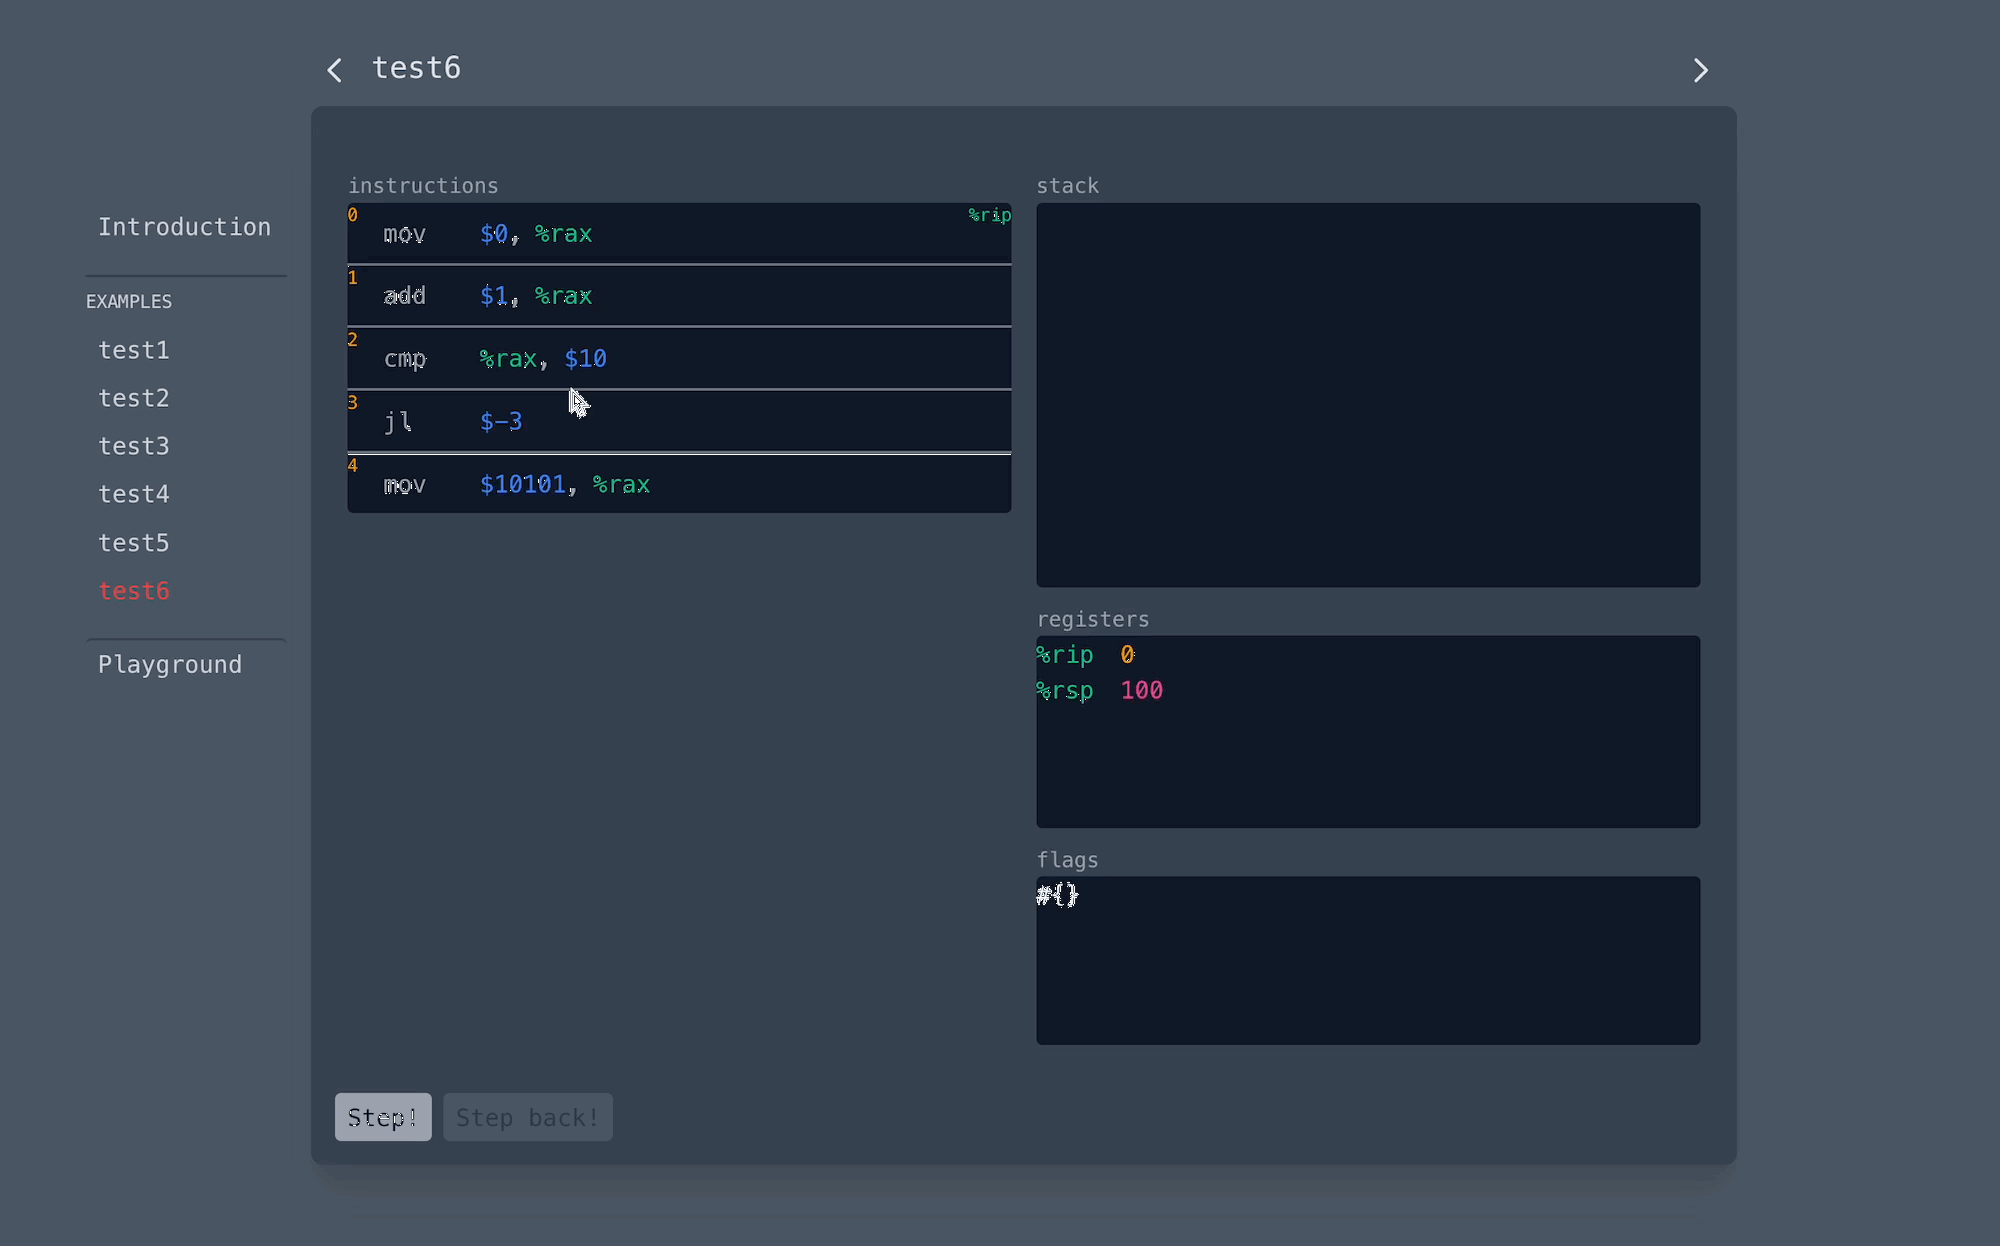 test6
Introduction
EXAMPLES
test1
test2
test3
test4
test5
test6
Playground
instructions
0 mov $0, %rax %rip
1 add $1, %rax
2 cmp %rax, $10
3 jl $-3
4 mov $10101, %rax
stack
registers
%rip 0
%rsp 100
flags
#{}
Step! Step back!